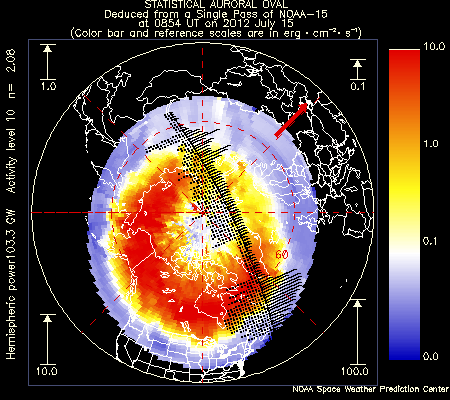 STATISTICAL AURORAL OVAL
Deduced from a Single Pass of NOAA-15
at 0854 UT on 2012 July 15
(Color bar and reference scales are in erg · cm⁻² · s⁻¹)
Hemispheric power103.3 GW Activity level 10 n= 2.08
1.0
0.1
10.0
100.0
60
10.0
1.0
0.1
0.0
NOAA Space Weather Prediction Center